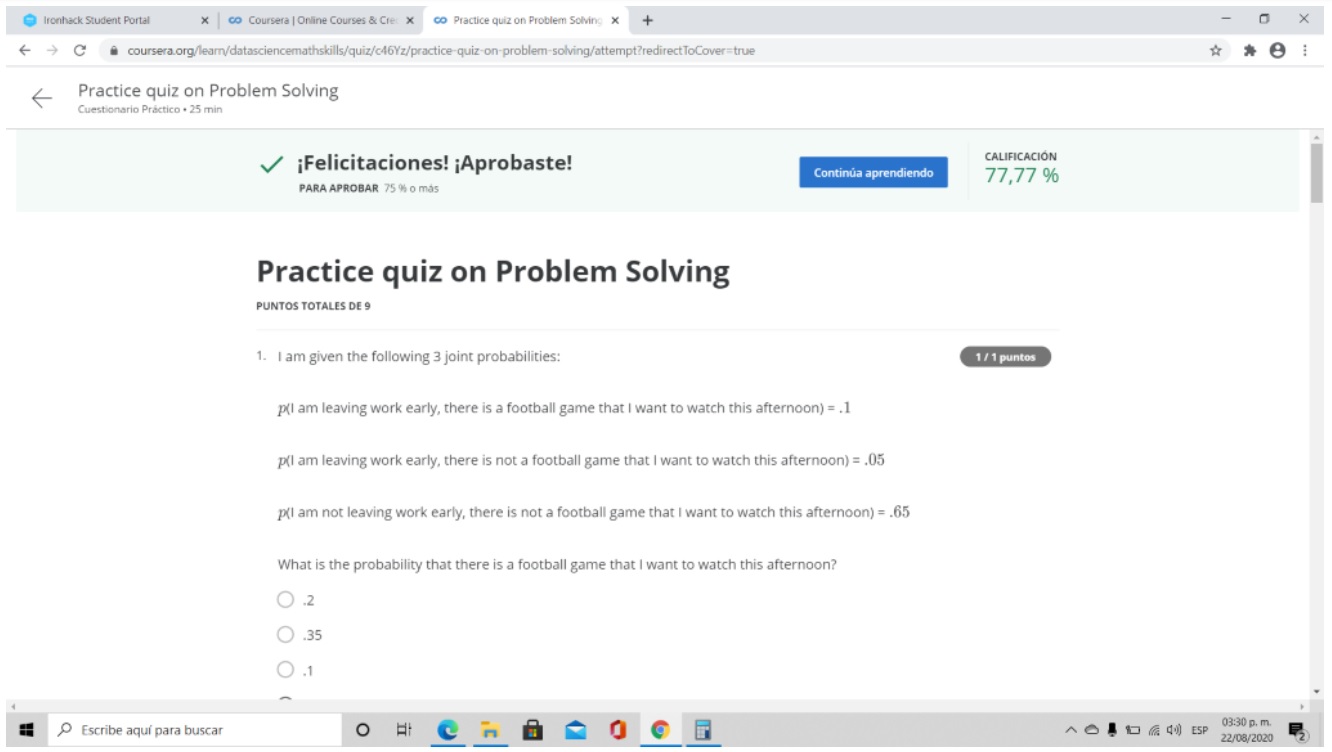 Ironhack Student Portal
Coursera | Online Courses & Cre
Practice quiz on Problem Solving
coursera.org/learn/datasciencemathskills/quiz/c46Yz/practice-quiz-on-problem-solving/attempt?redirectToCover=true
Practice quiz on Problem Solving
Cuestionario Práctico • 25 min
¡Felicitaciones! ¡Aprobaste!
PARA APROBAR 75 % o más
Continúa aprendiendo
CALIFICACIÓN
77,77 %
Practice quiz on Problem Solving
PUNTOS TOTALES DE 9
1. I am given the following 3 joint probabilities:
1 / 1 puntos
p(I am leaving work early, there is a football game that I want to watch this afternoon) = .1
p(I am leaving work early, there is not a football game that I want to watch this afternoon) = .05
p(I am not leaving work early, there is not a football game that I want to watch this afternoon) = .65
What is the probability that there is a football game that I want to watch this afternoon?
.2
.35
.1
Escribe aquí para buscar
ESP
03:30 p. m.
22/08/2020
2